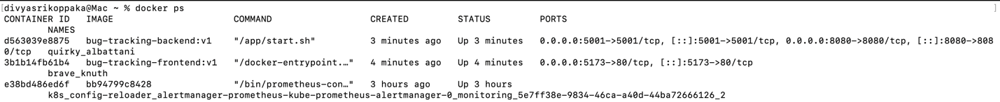 [divyasrikoppaka@Mac ~ % docker ps ]
CONTAINER ID   IMAGE                      COMMAND                  CREATED         STATUS         PORTS
       NAMES
d563039e8875   bug-tracking-backend:v1    "/app/start.sh"          3 minutes ago   Up 3 minutes   0.0.0.0:5001->5001/tcp, [::]:5001->5001/tcp, 0.0.0.0:8080->8080/tcp, [::]:8080->808
0/tcp   quirky_albattani
3b1b14fb61b4   bug-tracking-frontend:v1   "/docker-entrypoint.…"   4 minutes ago   Up 4 minutes   0.0.0.0:5173->80/tcp, [::]:5173->80/tcp
       brave_knuth
e38bd486ed6f   bb94799c8428               "/bin/prometheus-con…"   3 hours ago     Up 3 hours
       k8s_config-reloader_alertmanager-prometheus-kube-prometheus-alertmanager-0_monitoring_5e7ff38e-9834-46ca-a40d-44ba72666126_2